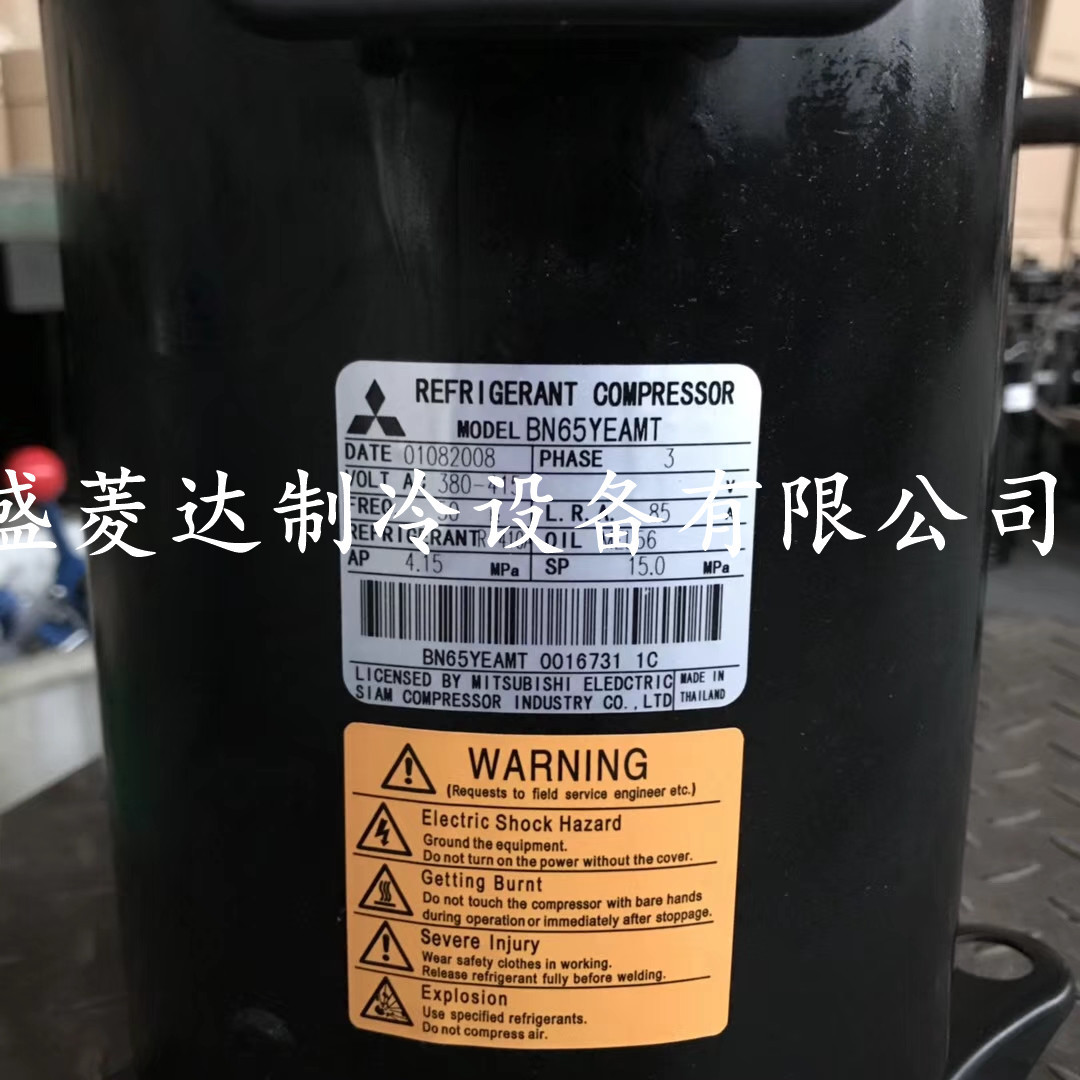 REFRIGERANT COMPRESSOR
MODEL BN65YEAMT
DATE 01082008 PHASE 3
VOLT. 380- V
FREQ L.R.A. 85
盛菱达制冷设备有限公司
REFRIGERANT OIL
AP 4.15 MPa SP 15.0 MPa
BN65YEAMT 0016731 1C
LICENSED BY MITSUBISHI ELEDCTRIC
SIAM COMPRESSOR INDUSTRY CO.,LTD
MADE IN
THAILAND
WARNING
(Requests to field service engineer etc.)
Electric Shock Hazard
Ground the equipment.
Do not turn on the power without the cover.
Getting Burnt
Do not touch the compressor with bare hands
during operation or immediately after stoppage.
Severe Injury
Wear safety clothes in working.
Release refrigerant fully before welding.
Explosion
Use specified refrigerants.
Do not compress air.